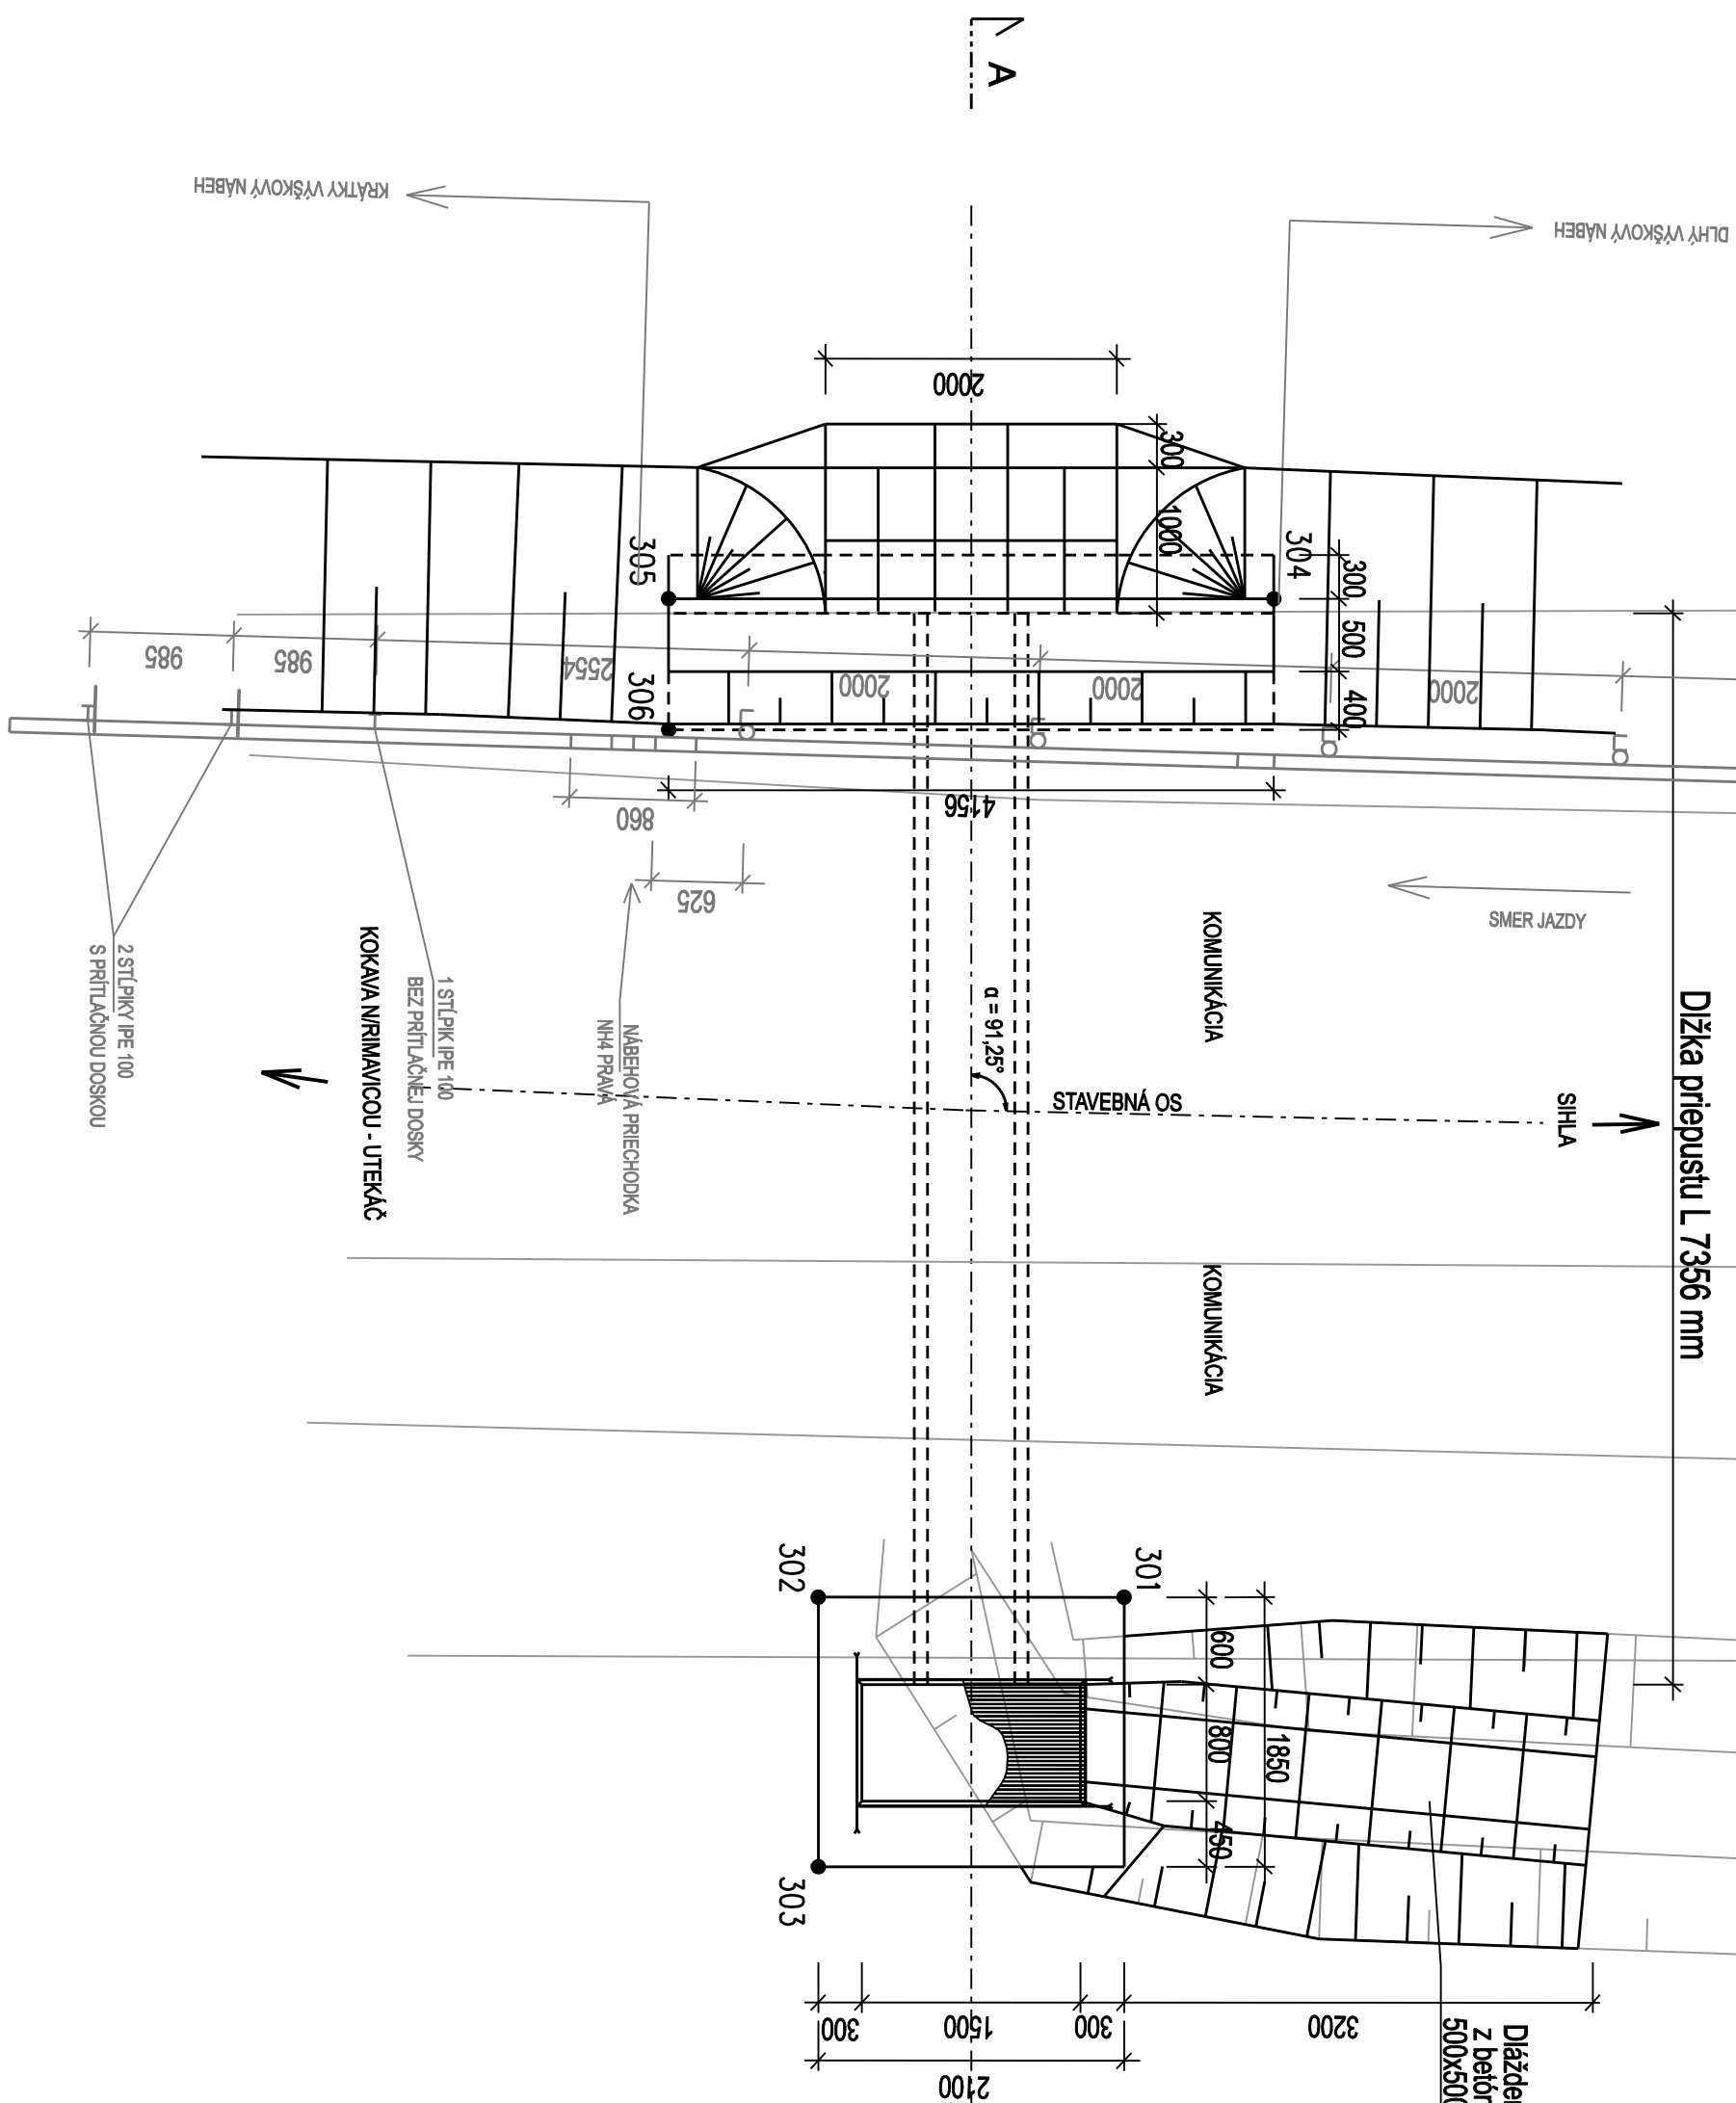 A
KRÁTKY VÝŠKOVÝ NÁBEH
DLHÝ VÝŠKOVÝ NÁBEH
2000
300
1000
305
304
300
500
400
985
985
2554
306
2000
2000
2000
4156
860
625
SMER JAZDY
KOMUNIKÁCIA
2 STĹPIKY IPE 100
S PRÍTLAČNOU DOSKOU
KOKAVA N/RIMAVICOU - UTEKÁČ
1 STĹPIK IPE 100
BEZ PRÍTLAČNEJ DOSKY
NÁBEHOVÁ PRIECHODKA
NH4 PRAVÁ
α = 91,25°
STAVEBNÁ OS
SIHLA
Dlžka priepustu L 7356 mm
KOMUNIKÁCIA
302
301
600
800
1850
450
303
300
1500
300
3200
2100
z betón
500x500